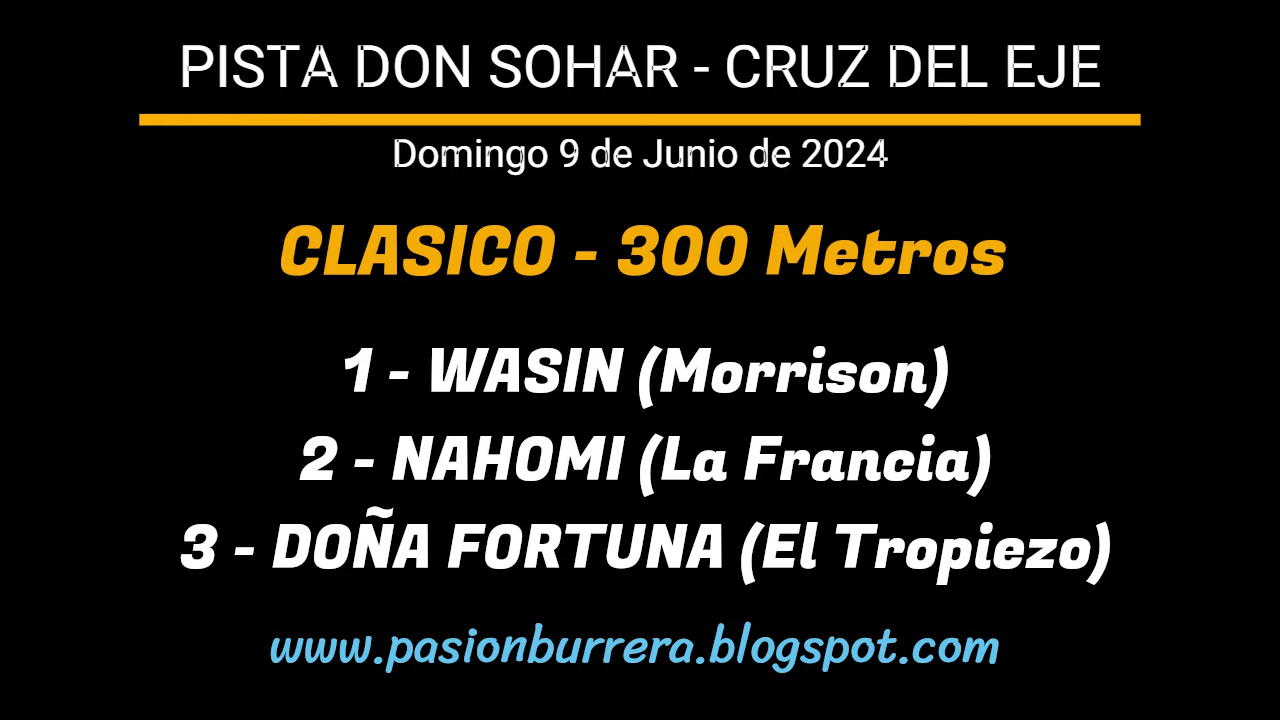 PISTA DON SOHAR - CRUZ DEL EJE
Domingo 9 de Junio de 2024
CLASICO - 300 Metros
1 - WASIN (Morrison)
2 - NAHOMI (La Francia)
3 - DOÑA FORTUNA (El Tropiezo)
www.pasionburrera.blogspot.com